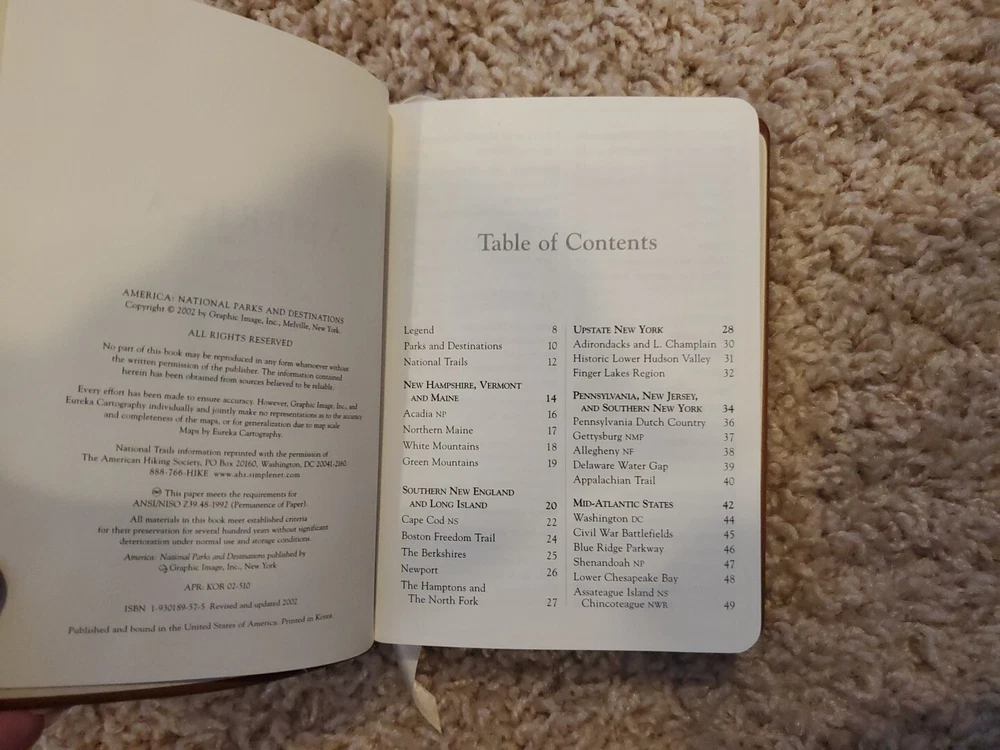 AMERICA: NATIONAL PARKS AND DESTINATIONS
Copyright © 2002 by Graphic Image, Inc., Melville, New York.
ALL RIGHTS RESERVED
No part of this book may be reproduced in any form whatsoever without
the written permission of the publisher. The information contained
herein has been obtained from sources believed to be reliable.
Every effort has been made to ensure accuracy. However, Graphic Image, Inc., and
Eureka Cartography individually and jointly make no representations as to the accuracy
and completeness of the maps, or for generalization due to map scale
Maps by Eureka Cartography.
National Trails information reprinted with the permission of
The American Hiking Society, PO Box 20160, Washington, DC 20041-2160.
888-766-HIKE www.ahs.simplenet.com
This paper meets the requirements for
ANSI/NISO Z39.48-1992 (Permanence of Paper).
All materials in this book meet established criteria
for their preservation for several hundred years without significant
deterioration under normal use and storage conditions.
America: National Parks and Destinations published by
Graphic Image, Inc., New York
APR: KOR 02-510
ISBN 1-930189-57-5 Revised and updated 2002
Published and bound in the United States of America. Printed in Korea.
Table of Contents
Legend 8
Parks and Destinations 10
National Trails 12
NEW HAMPSHIRE, VERMONT
AND MAINE 14
Acadia NP 16
Northern Maine 17
White Mountains 18
Green Mountains 19
SOUTHERN NEW ENGLAND
AND LONG ISLAND 20
Cape Cod NS 22
Boston Freedom Trail 24
The Berkshires 25
Newport 26
The Hamptons and
The North Fork 27
UPSTATE NEW YORK 28
Adirondacks and L. Champlain 30
Historic Lower Hudson Valley 31
Finger Lakes Region 32
PENNSYLVANIA, NEW JERSEY,
AND SOUTHERN NEW YORK 34
Pennsylvania Dutch Country 36
Gettysburg NMP 37
Allegheny NF 38
Delaware Water Gap 39
Appalachian Trail 40
MID-ATLANTIC STATES 42
Washington DC 44
Civil War Battlefields 45
Blue Ridge Parkway 46
Shenandoah NP 47
Lower Chesapeake Bay 48
Assateague Island NS
Chincoteague NWR 49